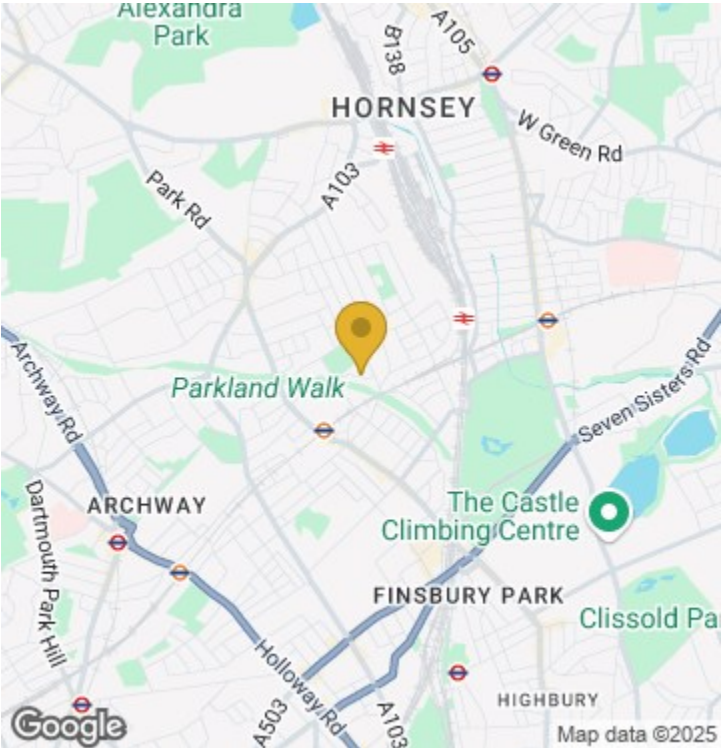 Alexandra
Park
B138
A105
HORNSEY
W Green Rd
A103
Park Rd
Archway Rd
Parkland Walk
Seven Sisters Rd
ARCHWAY
The Castle
Climbing Centre
Dartmouth Park Hill
FINSBURY PARK
Clissold Pa
Holloway Rd
A503
A103
HIGHBURY
Google
Map data ©2025